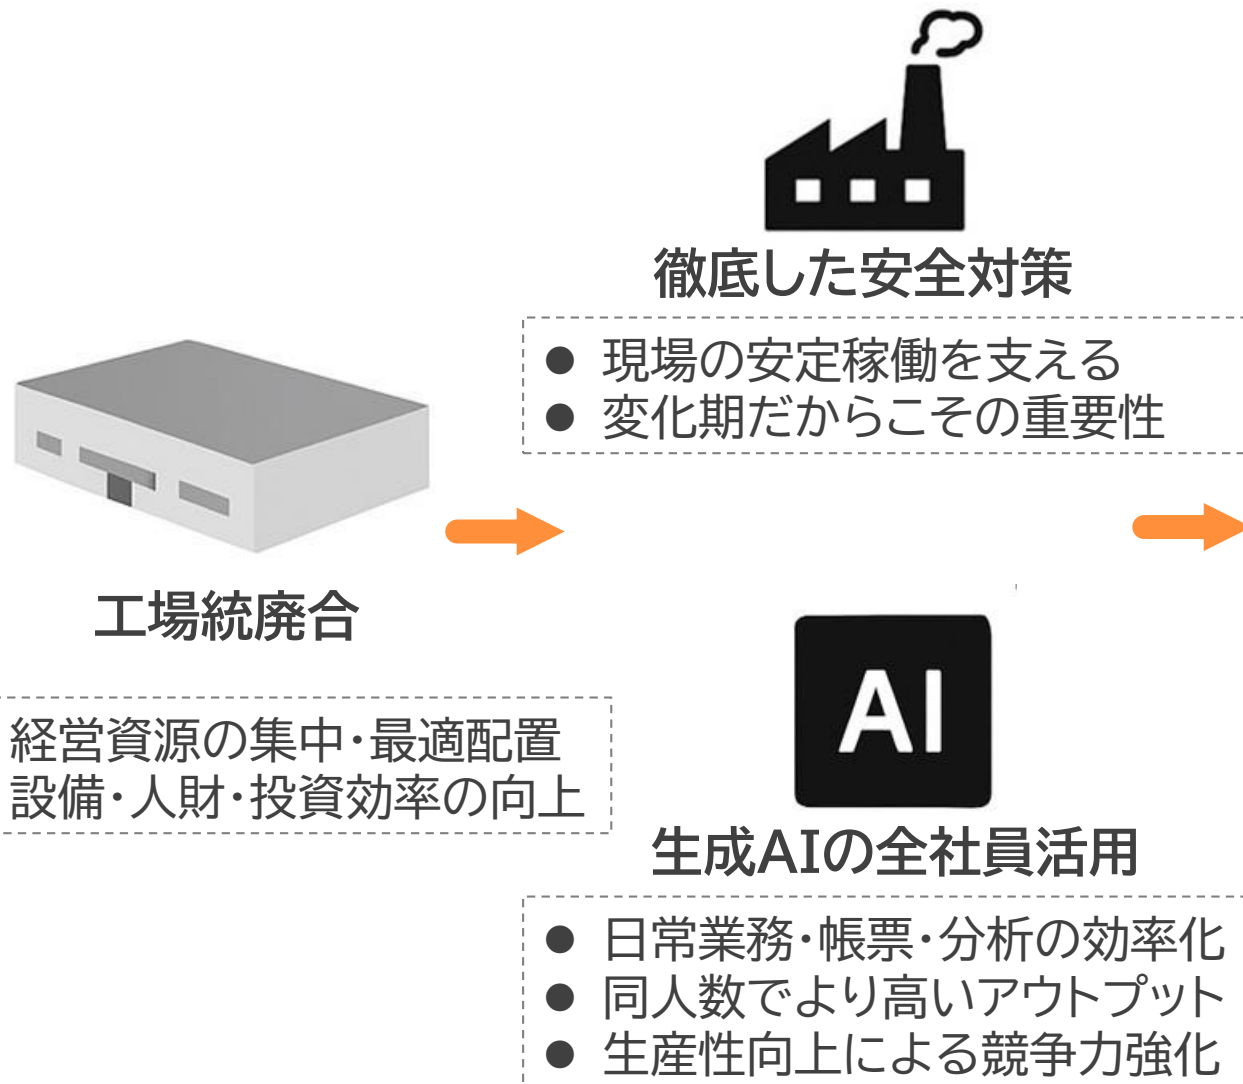 徹底した安全対策
● 現場の安定稼働を支える
● 変化期だからこその重要性
工場統廃合
経営資源の集中・最適配置
設備・人財・投資効率の向上
AI
生成AIの全社員活用
● 日常業務・帳票・分析の効率化
● 同人数でより高いアウトプット
● 生産性向上による競争力強化